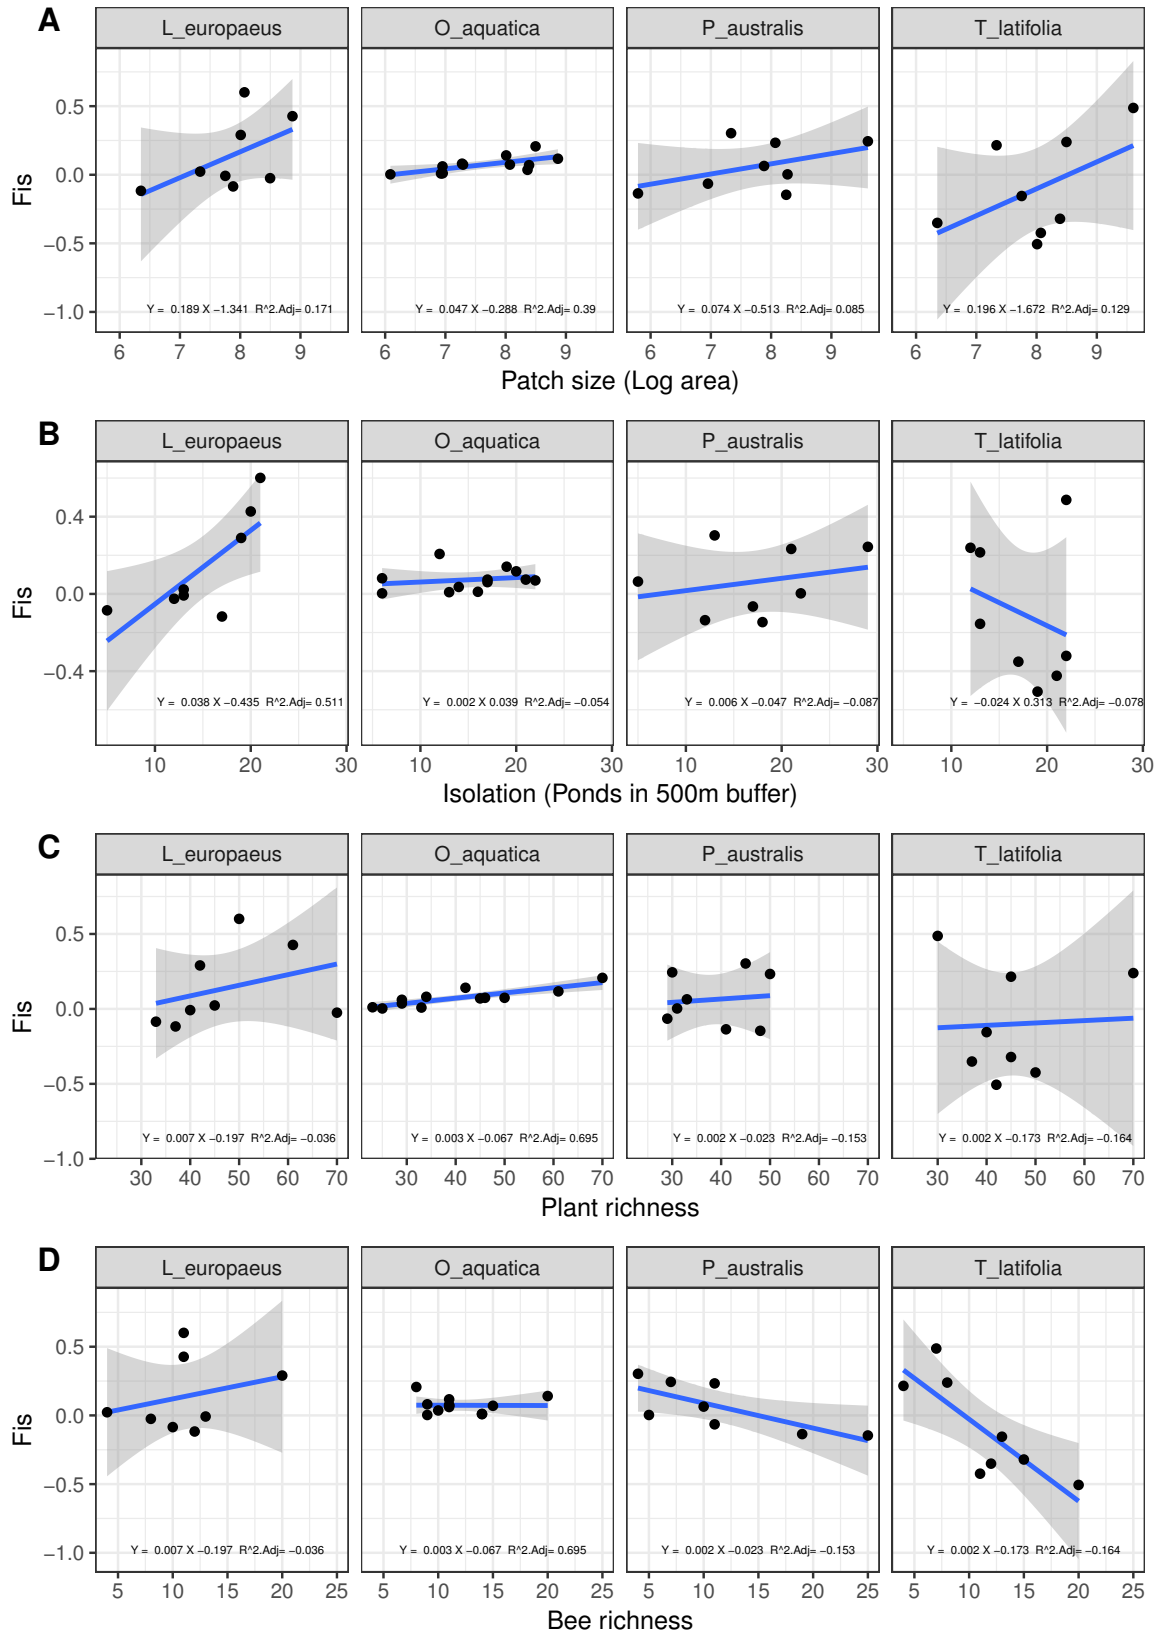 A
L_europaeus O_aquatica P_australis T_latifolia
0.5
0.0
−0.5
−1.0
Fis
Y = 0.189 X −1.341 R^2.Adj= 0.171 Y = 0.047 X −0.288 R^2.Adj= 0.39 Y = 0.074 X −0.513 R^2.Adj= 0.085 Y = 0.196 X −1.672 R^2.Adj= 0.129
6 7 8 9 6 7 8 9 6 7 8 9 6 7 8 9
Patch size (Log area)
B
L_europaeus O_aquatica P_australis T_latifolia
0.4
0.0
−0.4
Fis
Y = 0.038 X −0.435 R^2.Adj= 0.511 Y = 0.002 X 0.039 R^2.Adj= −0.054 Y = 0.006 X −0.047 R^2.Adj= −0.087 Y = −0.024 X 0.313 R^2.Adj= −0.078
10 20 30 10 20 30 10 20 30 10 20 30
Isolation (Ponds in 500m buffer)
C
L_europaeus O_aquatica P_australis T_latifolia
0.5
0.0
−0.5
−1.0
Fis
Y = 0.007 X −0.197 R^2.Adj= −0.036 Y = 0.003 X −0.067 R^2.Adj= 0.695 Y = 0.002 X −0.023 R^2.Adj= −0.153 Y = 0.002 X −0.173 R^2.Adj= −0.164
30 40 50 60 70 30 40 50 60 70 30 40 50 60 70 30 40 50 60 70
Plant richness
D
L_europaeus O_aquatica P_australis T_latifolia
0.5
0.0
−0.5
−1.0
Fis
Y = 0.007 X −0.197 R^2.Adj= −0.036 Y = 0.003 X −0.067 R^2.Adj= 0.695 Y = 0.002 X −0.023 R^2.Adj= −0.153 Y = 0.002 X −0.173 R^2.Adj= −0.164
5 10 15 20 25 5 10 15 20 25 5 10 15 20 25 5 10 15 20 25
Bee richness